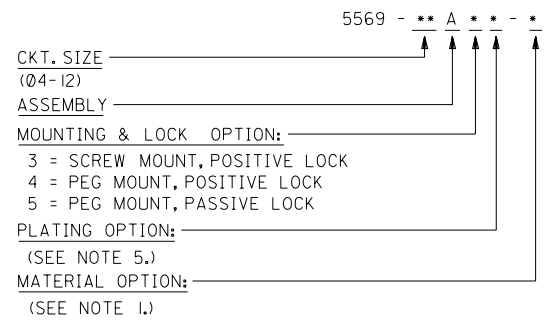 5569 - ** A * * - *
CKT. SIZE
(Ø4-12)
ASSEMBLY
MOUNTING & LOCK OPTION:
3 = SCREW MOUNT, POSITIVE LOCK
4 = PEG MOUNT, POSITIVE LOCK
5 = PEG MOUNT, PASSIVE LOCK
PLATING OPTION:
(SEE NOTE 5.)
MATERIAL OPTION:
(SEE NOTE 1.)